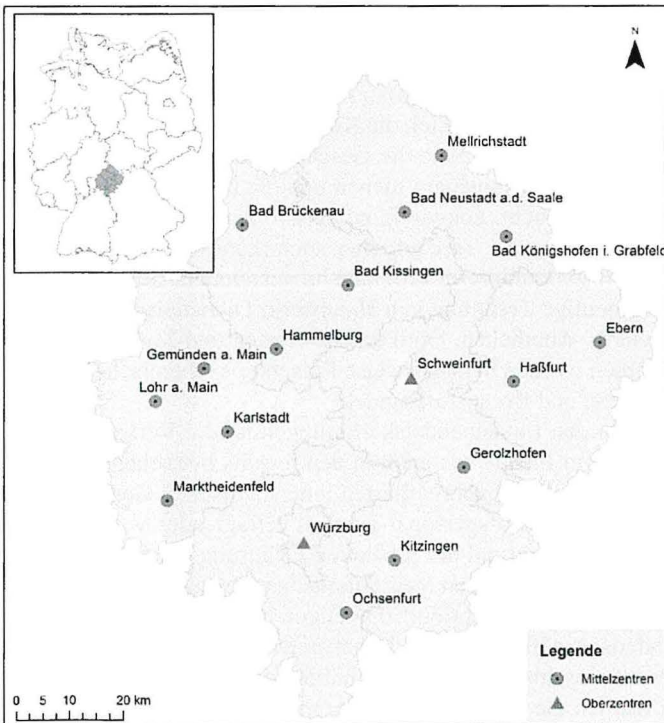 N
Mellrichstadt
Bad Neustadt a.d. Saale
Bad Brückenau
Bad Königshofen i. Grabfeld
Bad Kissingen
Ebern
Hammelburg
Gemünden a. Main
Schweinfurt
Haßfurt
Lohr a. Main
Karlstadt
Gerolzhofen
Marktheidenfeld
Würzburg
Kitzingen
Ochsenfurt
Legende
Mittelzentren
Oberzentren
0 5 10 20 km